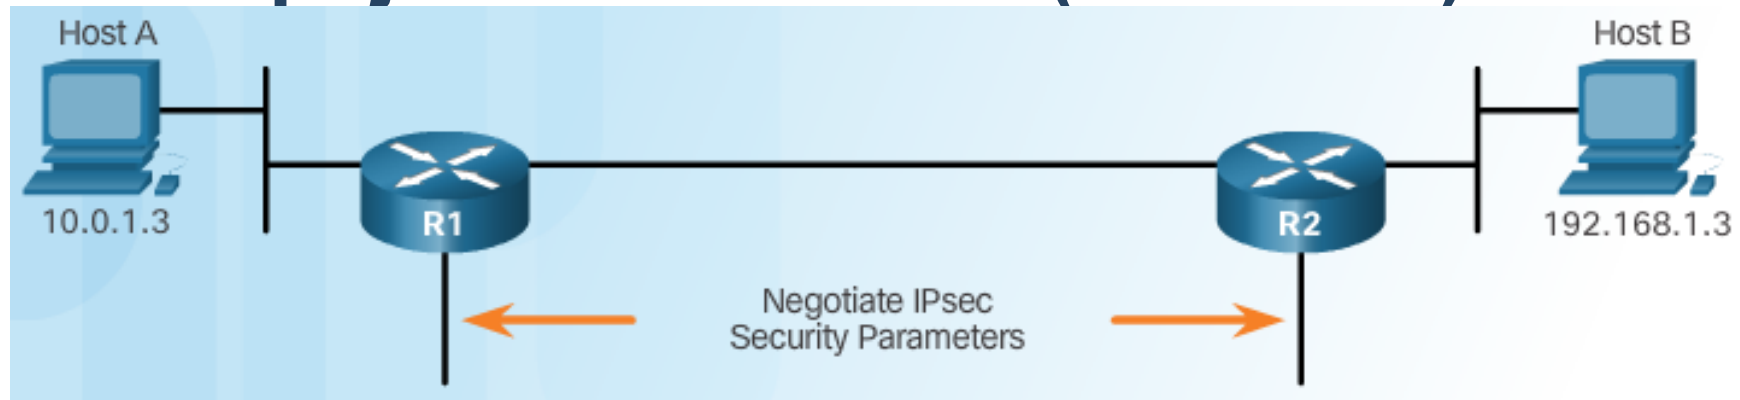 Host A
Host B
R1
R2
10.0.1.3
192.168.1.3
Negotiate IPsec
Security Parameters